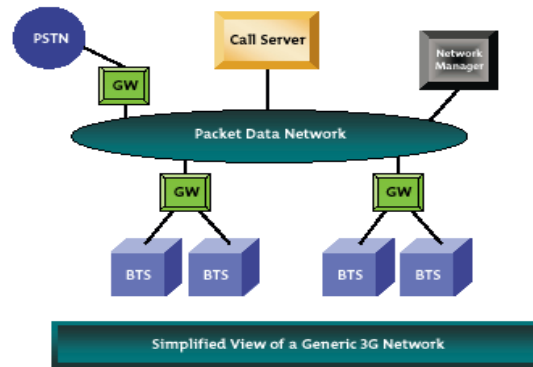 PSTN
Call Server
Network
Manager
GW
Packet Data Network
GW
GW
BTS
BTS
BTS
BTS
Simplified View of a Generic 3G Network